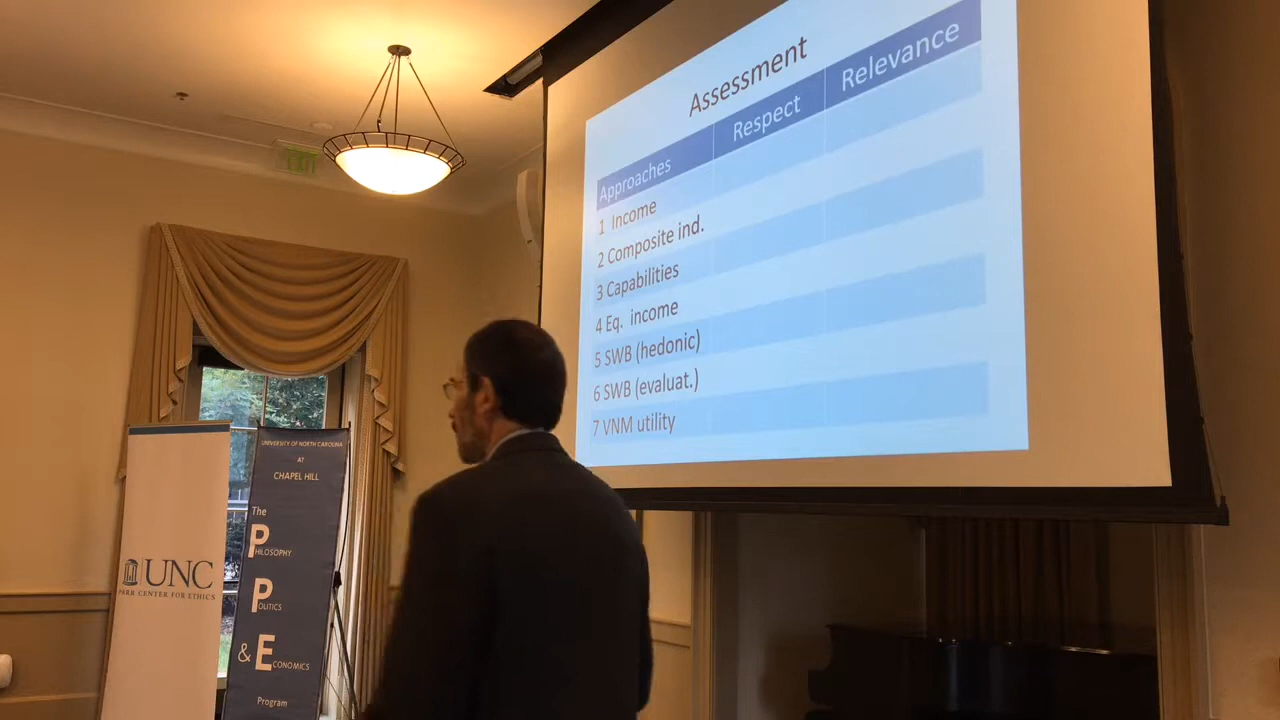 Assessment
Approaches Respect Relevance
1 Income
2 Composite ind.
3 Capabilities
4 Eq. income
5 SWB (hedonic)
6 SWB (evaluat.)
7 VNM utility
EXIT
UNC
PARR CENTER FOR ETHICS
UNIVERSITY OF NORTH CAROLINA
AT
CHAPEL HILL
The
PHILOSOPHY
POLITICS
& ECONOMICS
Program